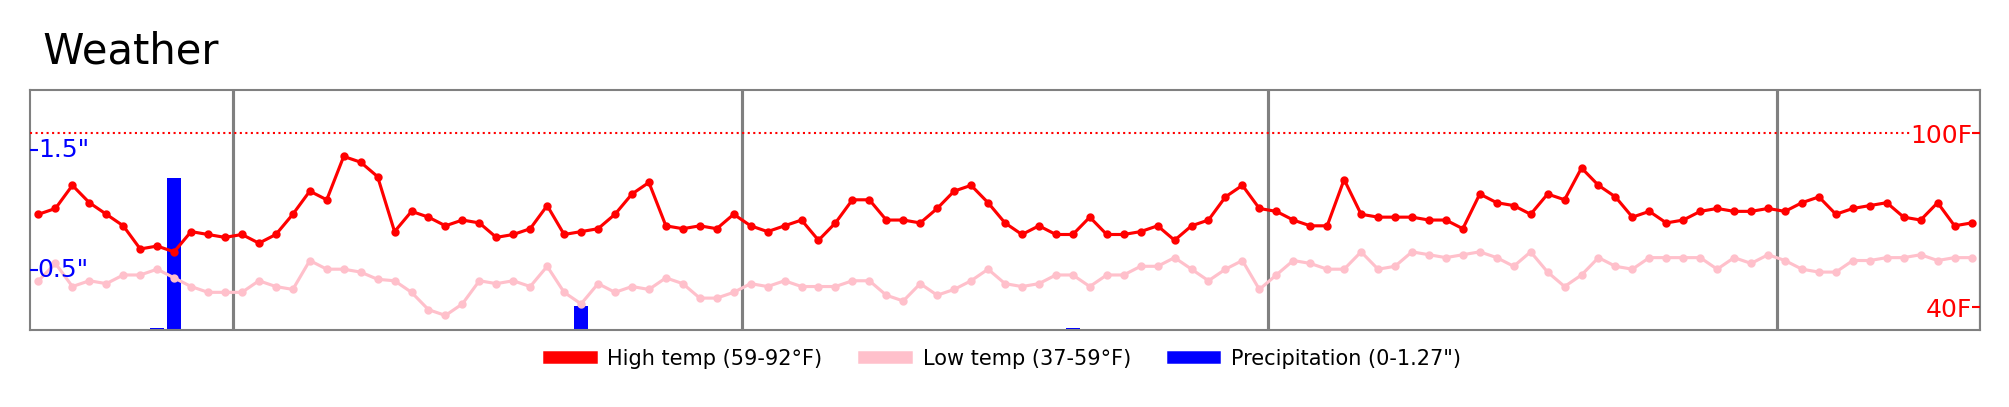 Weather
1.5"
100F
0.5"
40F
High temp (59-92°F) Low temp (37-59°F) Precipitation (0-1.27")